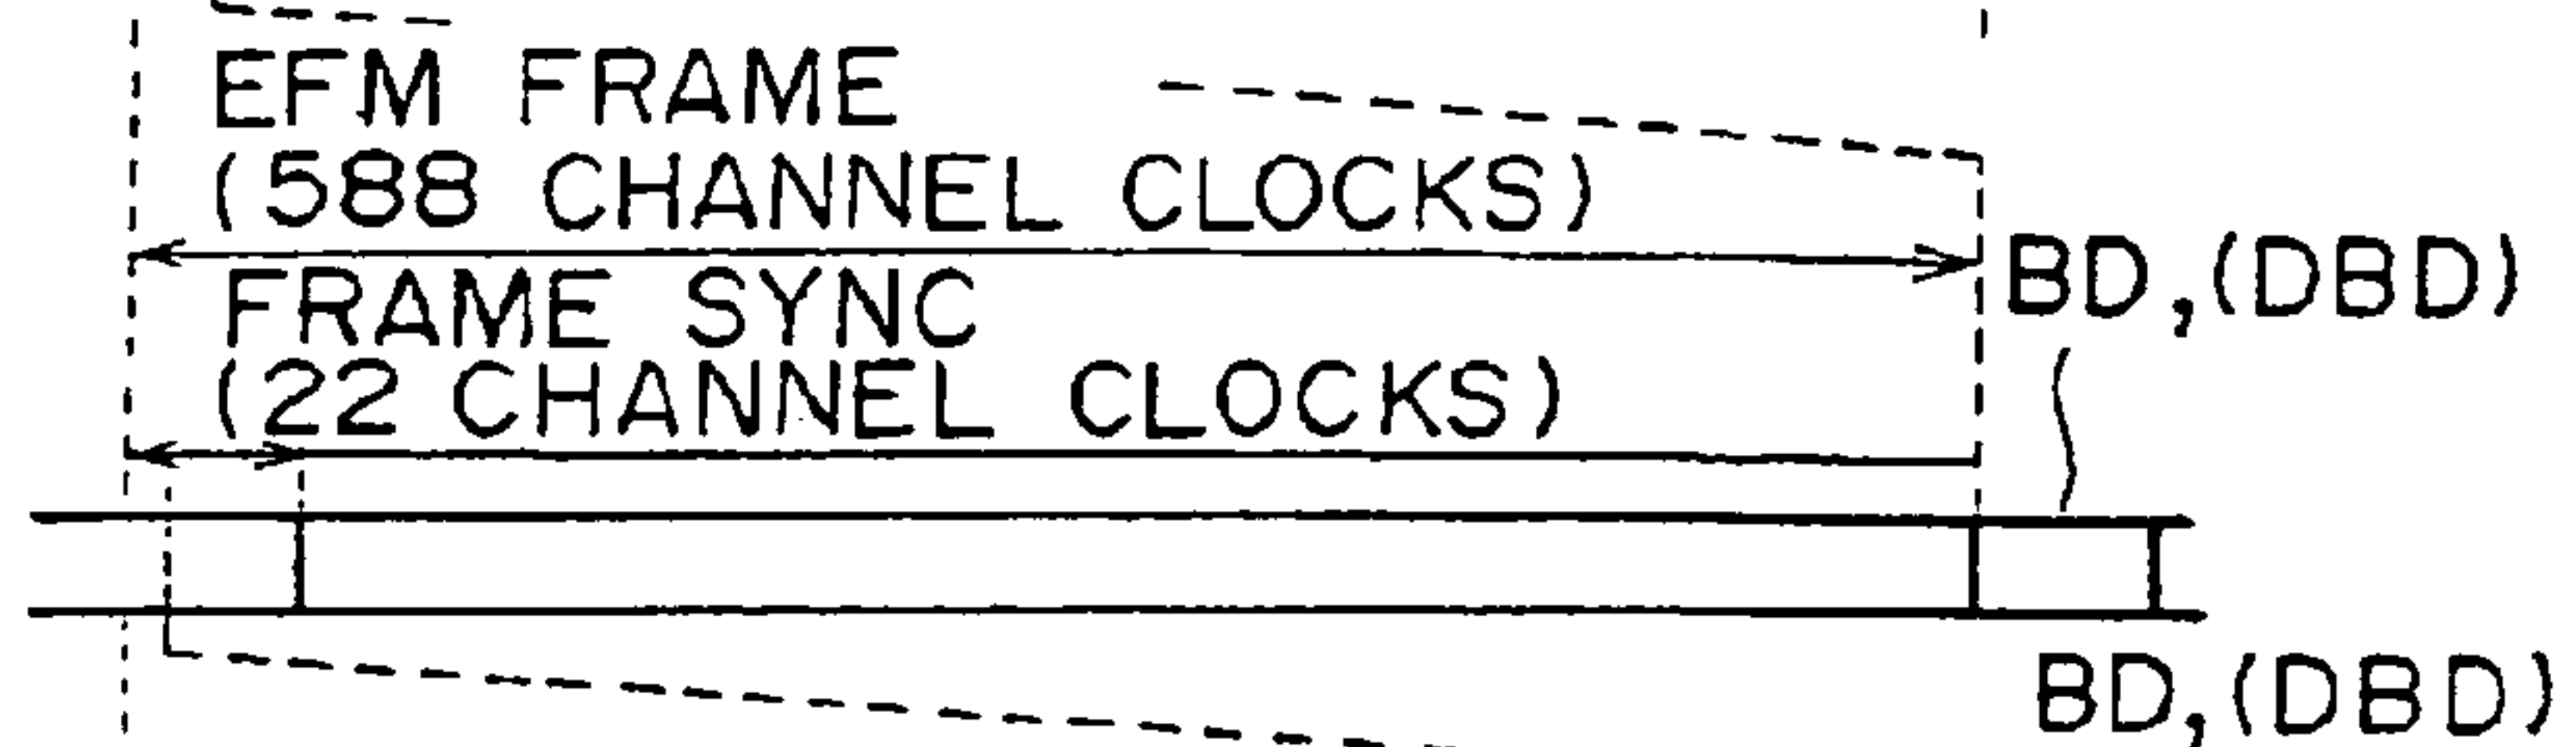 EFM FRAME
(588 CHANNEL CLOCKS)
BD,(DBD)
FRAME SYNC
(22 CHANNEL CLOCKS)
BD,(DBD)